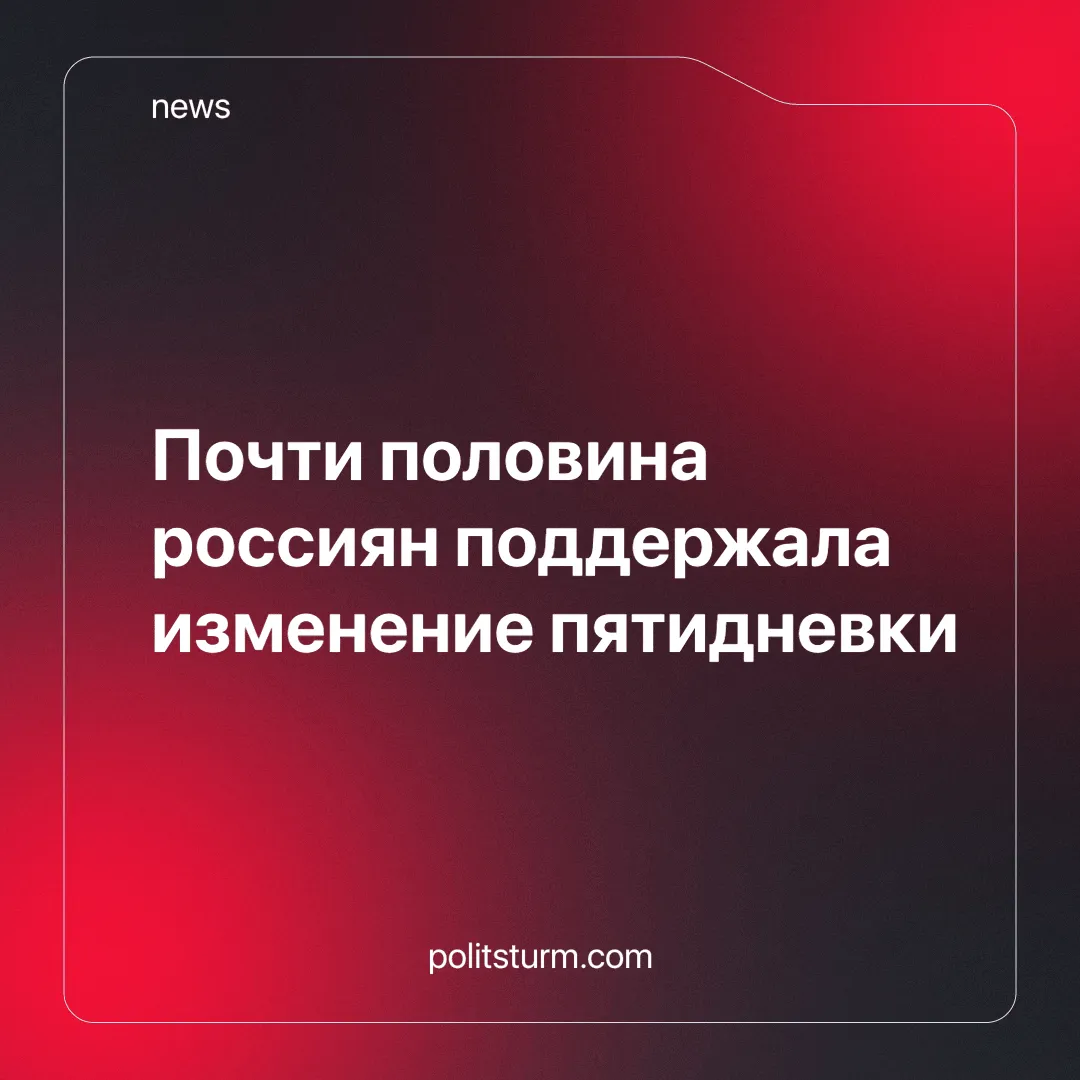 news
Почти половина
россиян поддержала
изменение пятидневки
politsturm.com